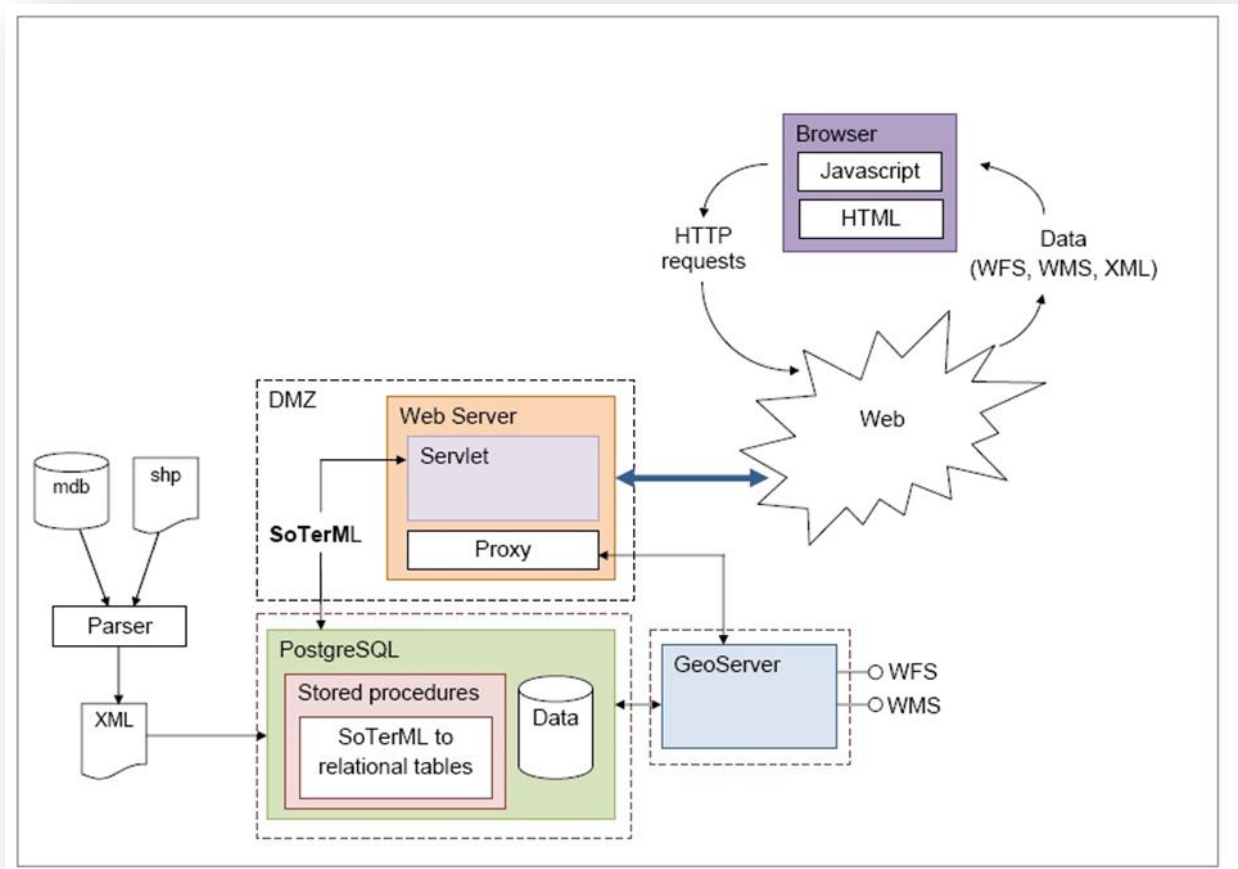 Browser
Javascript
HTML
HTTP
requests
Data
(WFS, WMS, XML)
Web
DMZ
Web Server
Servlet
SoTerML
Proxy
mdb
shp
Parser
XML
PostgreSQL
Stored procedures
SoTerML to
relational tables
Data
GeoServer
WFS
WMS